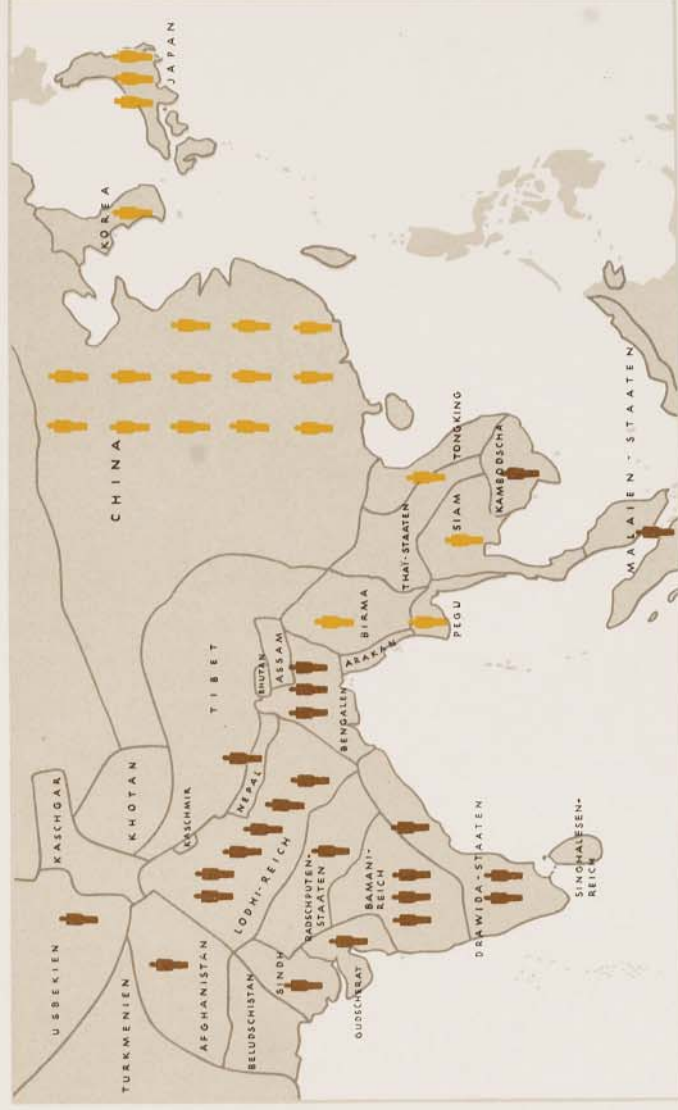 USBEKIEN
TURKMENIEN
AFGHANISTAN
BELUDSCHISTAN
SINDH
GUDSCHERAT
KASCHGAR
KHOTAN
KASCHMIR
TIBET
NEPAL
LODHI-REICH
RADSCHPUTEN-
STAATEN
BAMANI-
REICH
DRAWIDA-STAATEN
SINGHALESEN-
REICH
BHUTAN
ASSAM
BENGALEN
ARAKAN
BIRMA
PEGU
CHINA
THAÏ-STAATEN
SIAM
TONGKING
KAMBODSCHA
MALAIEN-STAATEN
KOREA
JAPAN